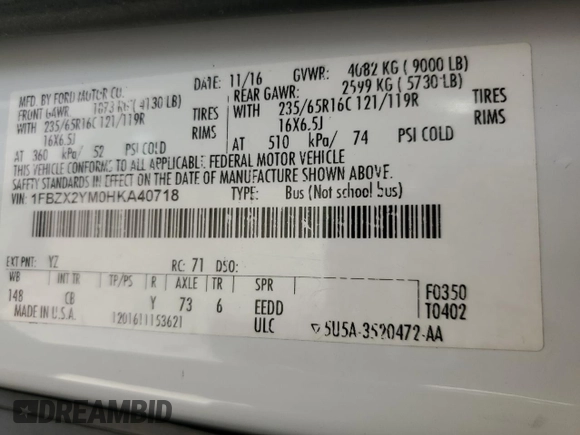 MFD. BY FORD MOTOR CO.
DATE: 11/16 GVWR: 4082 KG ( 9000 LB)
FRONT GAWR: 1873 KG( 4130 LB)
REAR GAWR: 2599 KG ( 5730 LB)
WITH 235/65R16C 121/119R TIRES
WITH 235/65R16C 121/119R TIRES
16X6.5J RIMS
16X6.5J RIMS
AT 360 kPa/ 52 PSI COLD
AT 510 kPa/ 74 PSI COLD
THIS VEHICLE CONFORMS TO ALL APPLICABLE FEDERAL MOTOR VEHICLE
SAFETY STANDARDS IN EFFECT ON THE DATE OF MANUFACTURE SHOWN ABOVE.
VIN: 1FBZX2YM0HKA40718
TYPE: Bus (Not school bus)
EXT PNT: YZ RC: 71 DSO:
WB INT TR TP/PS R AXLE TR SPR
148 CB Y 73 6 EEDD
F0350
T0402
MADE IN U.S.A. 1201611153621 ULC
5U5A-3520472-AA
DREAMBID